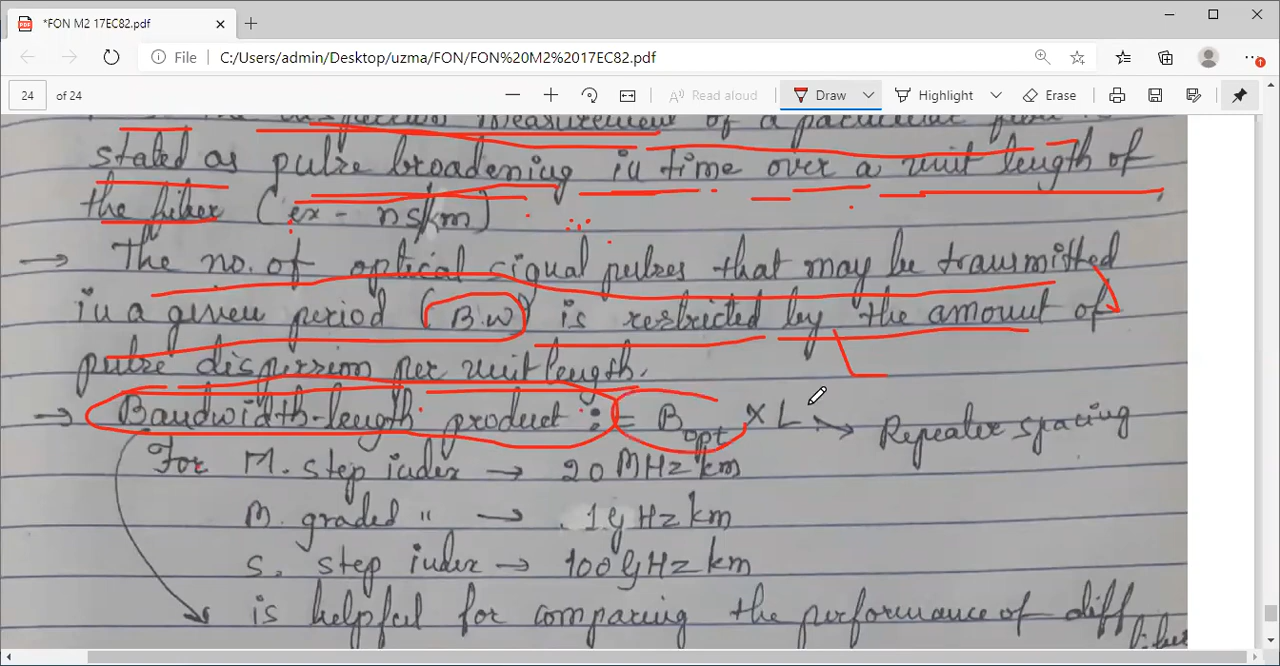 *FON M2 17EC82.pdf
File C:/Users/admin/Desktop/uzma/FON/FON%20M2%2017EC82.pdf
24 of 24 Read aloud Draw Highlight Erase
measurement of a particular
stated as pulse broadening in time over a unit length of
the fiber (ex - ns/km)
→ The no. of optical signal pulses that may be transmitted
in a given period (B.W) is restricted by the amount of
pulse dispersion per unit length.
→ Bandwidth-length product := Bopt × L → Repeater spacing
For M. step index → 20 MHz km
M. graded " → 1 GHz km
S. step index → 100 GHz km
is helpful for comparing the performance of diff